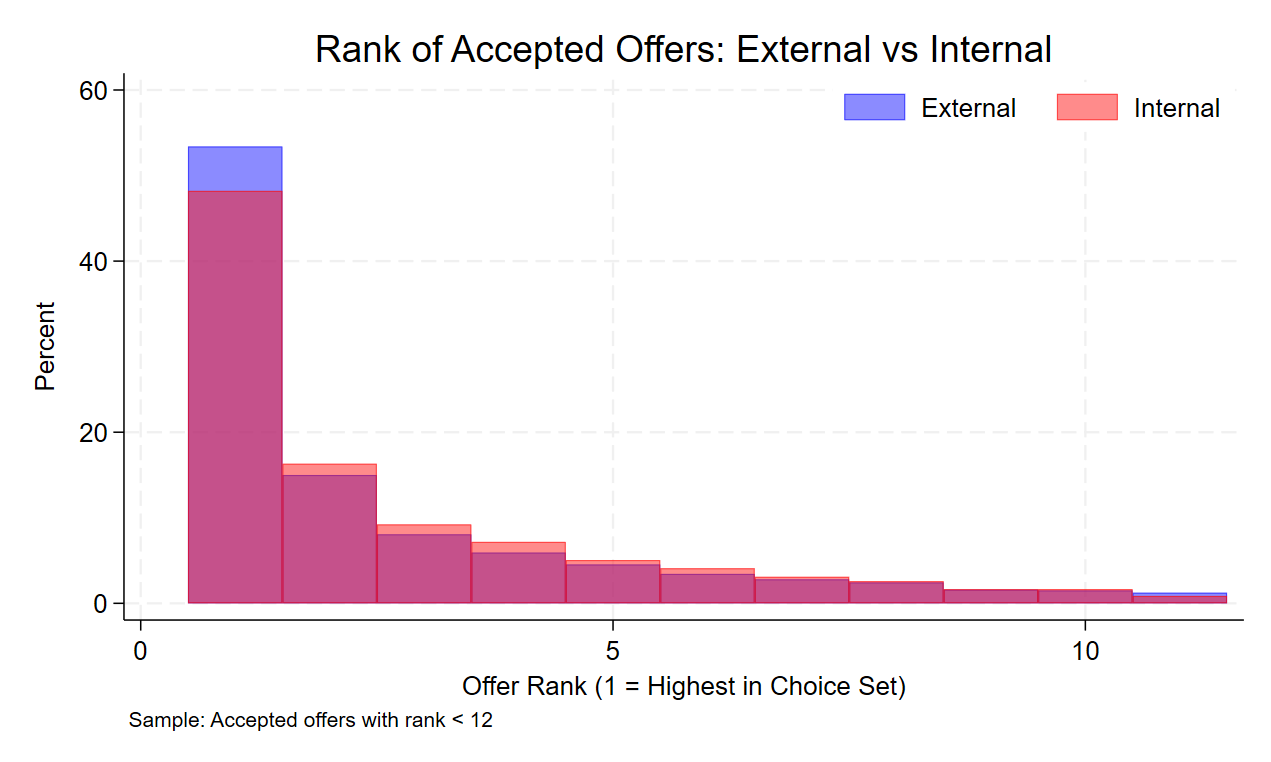 Rank of Accepted Offers: External vs Internal
External Internal
60
40
20
0
Percent
0 5 10
Offer Rank (1 = Highest in Choice Set)
Sample: Accepted offers with rank < 12